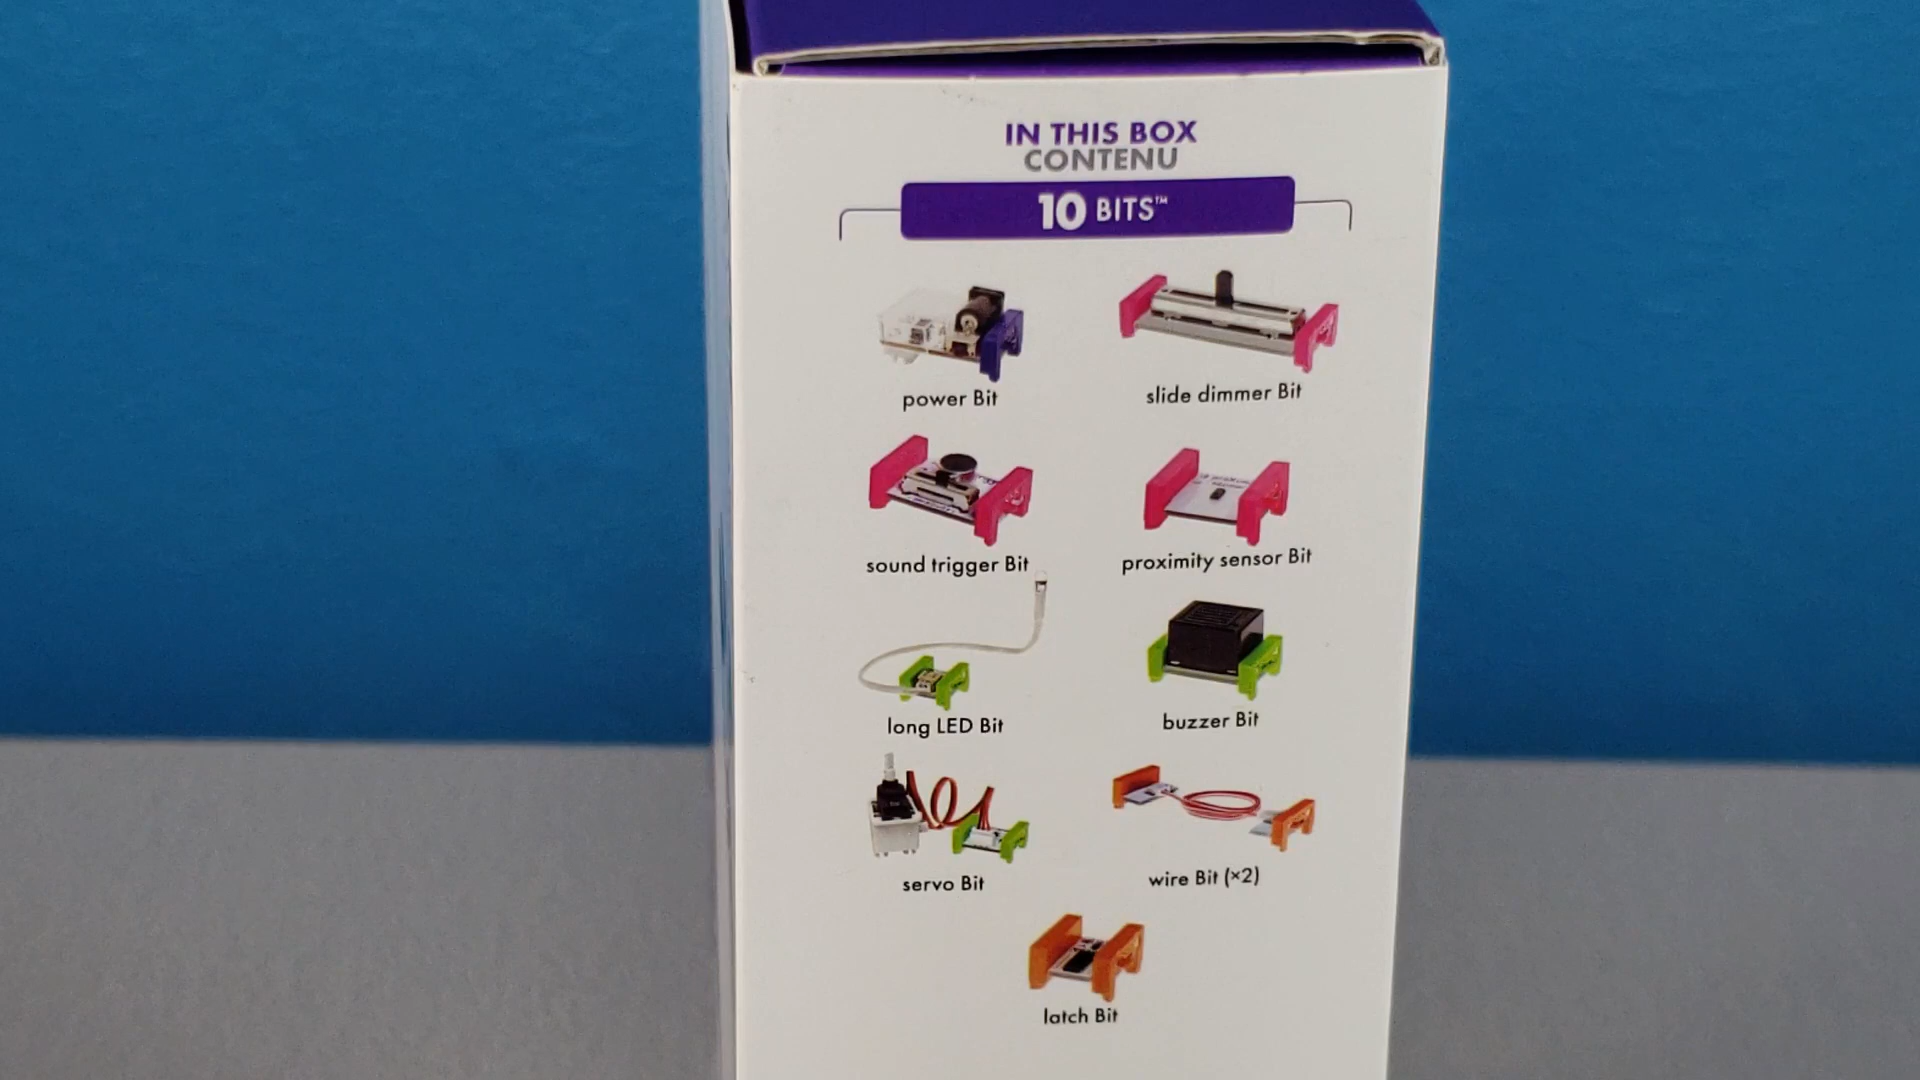 IN THIS BOX
CONTENU
10 BITS™
power Bit
slide dimmer Bit
sound trigger Bit
proximity sensor Bit
long LED Bit
buzzer Bit
servo Bit
wire Bit (×2)
latch Bit